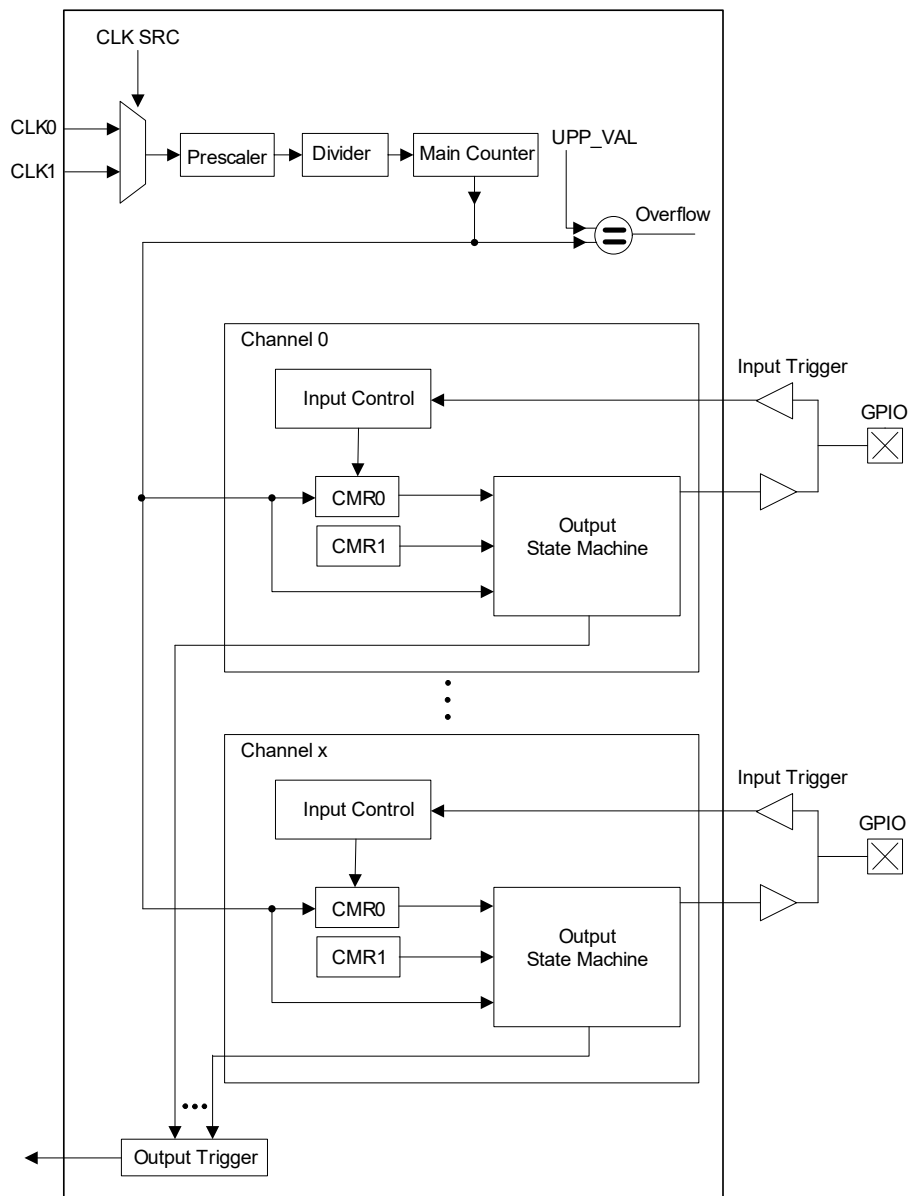 CLK SRC
CLK0
CLK1
Prescaler
Divider
Main Counter
UPP_VAL
Overflow
Channel 0
Input Control
Input Trigger
GPIO
CMR0
CMR1
Output
State Machine
Channel x
Input Control
Input Trigger
GPIO
CMR0
CMR1
Output
State Machine
Output Trigger